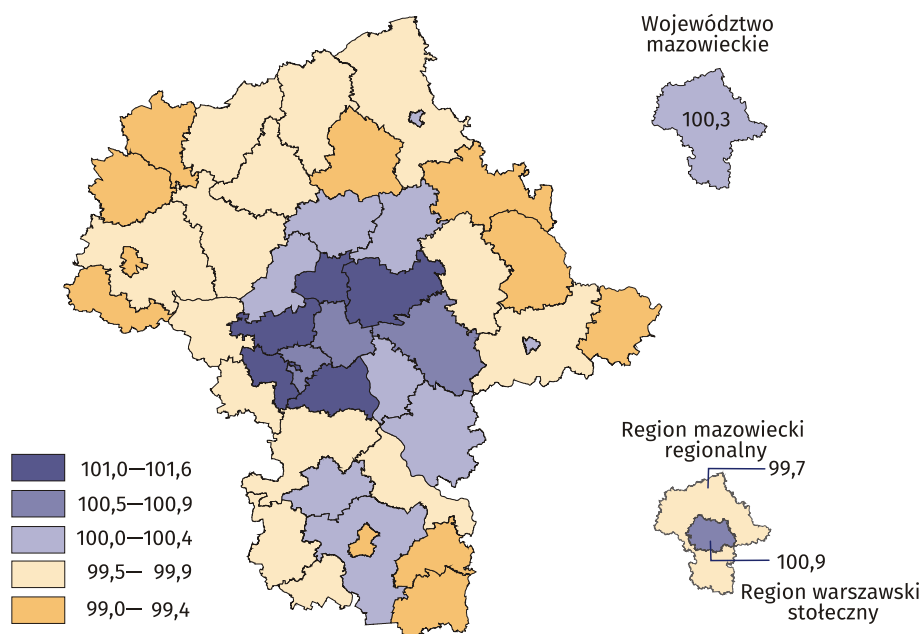 Województwo
mazowieckie
100,3
101,0—101,6
100,5—100,9
100,0—100,4
99,5— 99,9
99,0— 99,4
Region mazowiecki
regionalny
99,7
100,9
Region warszawski
stołeczny